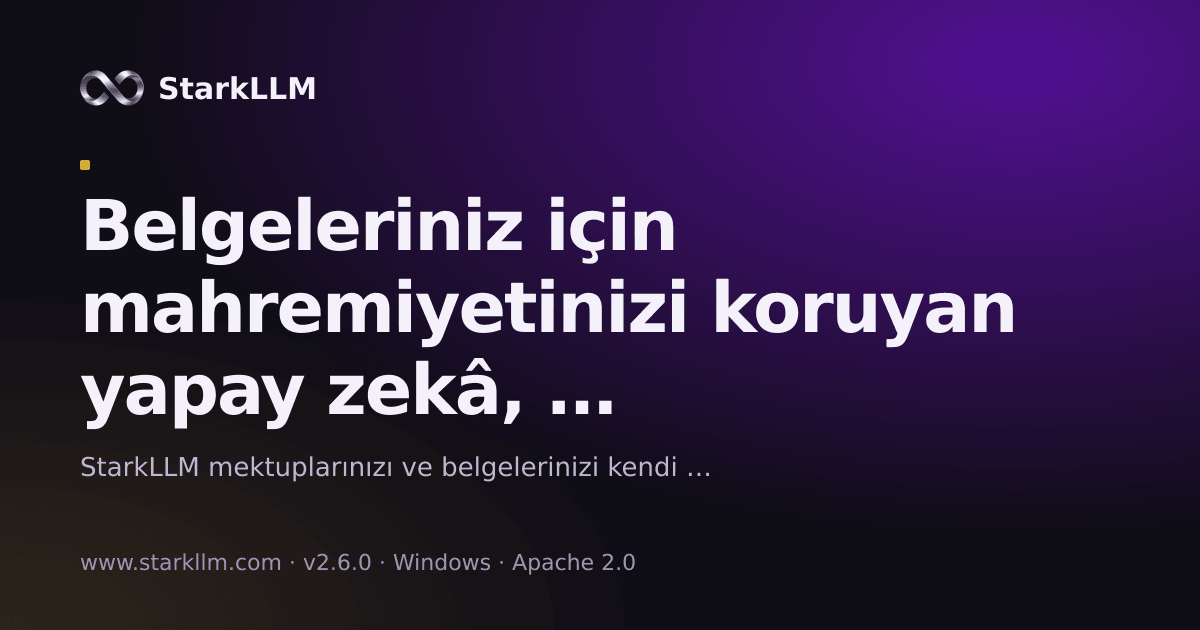 StarkLLM
Belgeleriniz için
mahremiyetinizi koruyan
yapay zekâ, …
StarkLLM mektuplarınızı ve belgelerinizi kendi …
www.starkllm.com · v2.6.0 · Windows · Apache 2.0